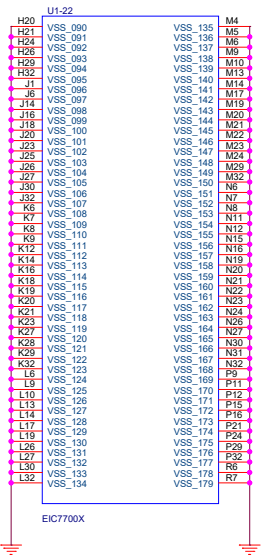 U1-22
H20 VSS_090 VSS_135 M4
H21 VSS_091 VSS_136 M5
H24 VSS_092 VSS_137 M6
H26 VSS_093 VSS_138 M9
H29 VSS_094 VSS_139 M10
H32 VSS_095 VSS_140 M13
J1 VSS_096 VSS_141 M14
J6 VSS_097 VSS_142 M17
J14 VSS_098 VSS_143 M19
J16 VSS_099 VSS_144 M20
J18 VSS_100 VSS_145 M21
J20 VSS_101 VSS_146 M22
J23 VSS_102 VSS_147 M23
J25 VSS_103 VSS_148 M24
J26 VSS_104 VSS_149 M29
J27 VSS_105 VSS_150 M32
J30 VSS_106 VSS_151 N6
J32 VSS_107 VSS_152 N7
K6 VSS_108 VSS_153 N8
K7 VSS_109 VSS_154 N11
K8 VSS_110 VSS_155 N12
K9 VSS_111 VSS_156 N15
K12 VSS_112 VSS_157 N16
K14 VSS_113 VSS_158 N19
K16 VSS_114 VSS_159 N20
K18 VSS_115 VSS_160 N21
K19 VSS_116 VSS_161 N22
K20 VSS_117 VSS_162 N23
K21 VSS_118 VSS_163 N24
K23 VSS_119 VSS_164 N26
K27 VSS_120 VSS_165 N27
K28 VSS_121 VSS_166 N30
K29 VSS_122 VSS_167 N31
K32 VSS_123 VSS_168 N32
L6 VSS_124 VSS_169 P9
L9 VSS_125 VSS_170 P11
L10 VSS_126 VSS_171 P12
L13 VSS_127 VSS_172 P15
L14 VSS_128 VSS_173 P16
L17 VSS_129 VSS_174 P21
L19 VSS_130 VSS_175 P24
L26 VSS_131 VSS_176 P29
L27 VSS_132 VSS_177 P32
L30 VSS_133 VSS_178 R6
L32 VSS_134 VSS_179 R7
EIC7700X